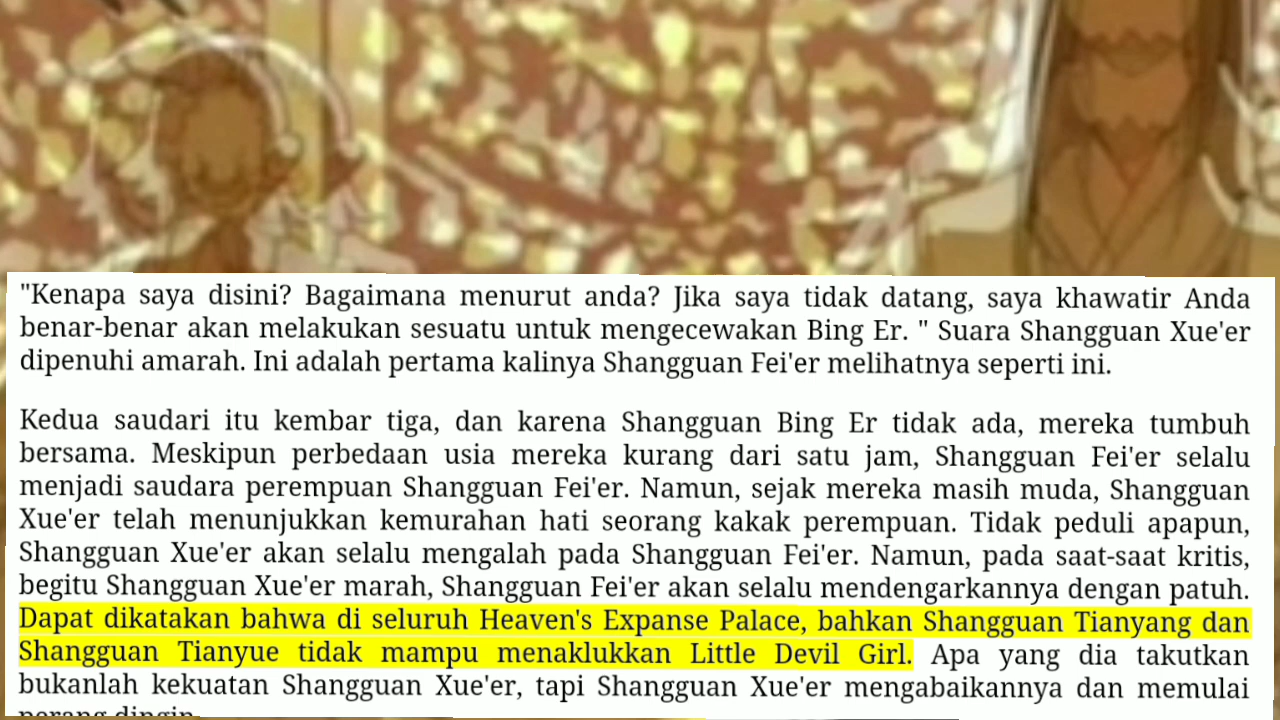 "Kenapa saya disini? Bagaimana menurut anda? Jika saya tidak datang, saya khawatir Anda
benar-benar akan melakukan sesuatu untuk mengecewakan Bing Er. " Suara Shangguan Xue'er
dipenuhi amarah. Ini adalah pertama kalinya Shangguan Fei'er melihatnya seperti ini.
Kedua saudari itu kembar tiga, dan karena Shangguan Bing Er tidak ada, mereka tumbuh
bersama. Meskipun perbedaan usia mereka kurang dari satu jam, Shangguan Fei'er selalu
menjadi saudara perempuan Shangguan Fei'er. Namun, sejak mereka masih muda, Shangguan
Xue'er telah menunjukkan kemurahan hati seorang kakak perempuan. Tidak peduli apapun,
Shangguan Xue'er akan selalu mengalah pada Shangguan Fei'er. Namun, pada saat-saat kritis,
begitu Shangguan Xue'er marah, Shangguan Fei'er akan selalu mendengarkannya dengan patuh.
Dapat dikatakan bahwa di seluruh Heaven's Expanse Palace, bahkan Shangguan Tianyang dan
Shangguan Tianyue tidak mampu menaklukkan Little Devil Girl. Apa yang dia takutkan
bukanlah kekuatan Shangguan Xue'er, tapi Shangguan Xue'er mengabaikannya dan memulai
perang dingin.